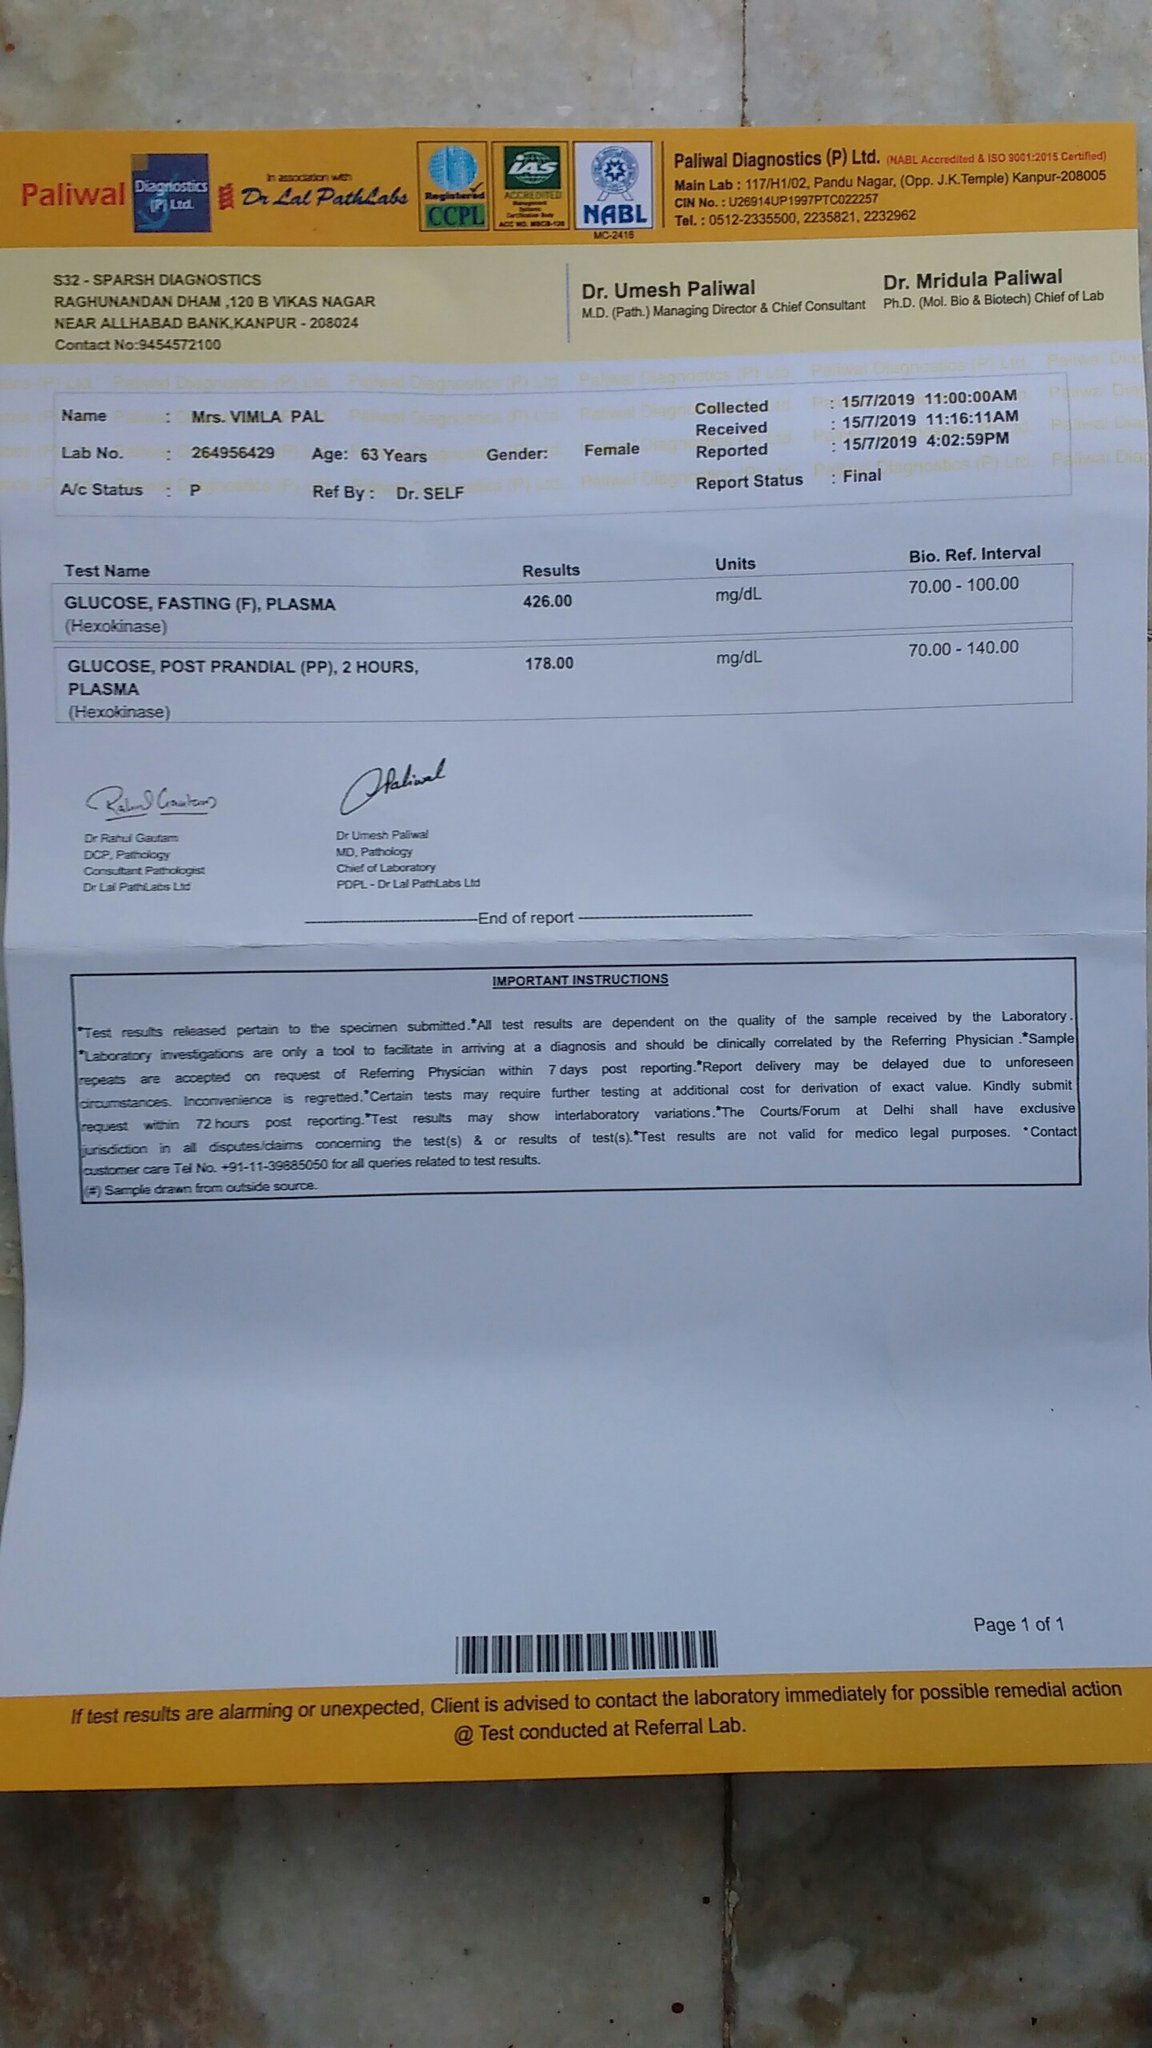 Paliwal Diagnostics (P) Ltd.
In association with
Dr Lal PathLabs
Registered
CCPL
IAS
ACCREDITED
Management
Systems
Certification Body
NABL
MC-2416
Paliwal Diagnostics (P) Ltd. (NABL Accredited & ISO 9001:2015 Certified)
Main Lab : 117/H1/02, Pandu Nagar, (Opp. J.K.Temple) Kanpur-208005
CIN No. : U26914UP1997PTC022257
Tel. : 0512-2335500, 2235821, 2232962
S32 - SPARSH DIAGNOSTICS
RAGHUNANDAN DHAM ,120 B VIKAS NAGAR
NEAR ALLHABAD BANK,KANPUR - 208024
Contact No:9454572100
Dr. Umesh Paliwal
M.D. (Path.) Managing Director & Chief Consultant
Dr. Mridula Paliwal
Ph.D. (Mol. Bio & Biotech) Chief of Lab
Name : Mrs. VIMLA PAL
Lab No. : 264956429 Age: 63 Years Gender: Female
A/c Status : P Ref By : Dr. SELF
Collected : 15/7/2019 11:00:00AM
Received : 15/7/2019 11:16:11AM
Reported : 15/7/2019 4:02:59PM
Report Status : Final
Test Name Results Units Bio. Ref. Interval
GLUCOSE, FASTING (F), PLASMA 426.00 mg/dL 70.00 - 100.00
(Hexokinase)
GLUCOSE, POST PRANDIAL (PP), 2 HOURS, 178.00 mg/dL 70.00 - 140.00
PLASMA
(Hexokinase)
Rahul Gautam
Paliwal
Dr Rahul Gautam
DCP, Pathology
Consultant Pathologist
Dr Lal PathLabs Ltd
Dr Umesh Paliwal
MD, Pathology
Chief of Laboratory
PDPL - Dr Lal PathLabs Ltd
End of report
IMPORTANT INSTRUCTIONS
*Test results released pertain to the specimen submitted.*All test results are dependent on the quality of the sample received by the Laboratory.
*Laboratory investigations are only a tool to facilitate in arriving at a diagnosis and should be clinically correlated by the Referring Physician .*Sample
repeats are accepted on request of Referring Physician within 7 days post reporting.*Report delivery may be delayed due to unforeseen
circumstances. Inconvenience is regretted.*Certain tests may require further testing at additional cost for derivation of exact value. Kindly submit
request within 72 hours post reporting.*Test results may show interlaboratory variations.*The Courts/Forum at Delhi shall have exclusive
jurisdiction in all disputes/claims concerning the test(s) & or results of test(s).*Test results are not valid for medico legal purposes. *Contact
customer care Tel No. +91-11-39885050 for all queries related to test results.
(#) Sample drawn from outside source.
Page 1 of 1
If test results are alarming or unexpected, Client is advised to contact the laboratory immediately for possible remedial action
@ Test conducted at Referral Lab.